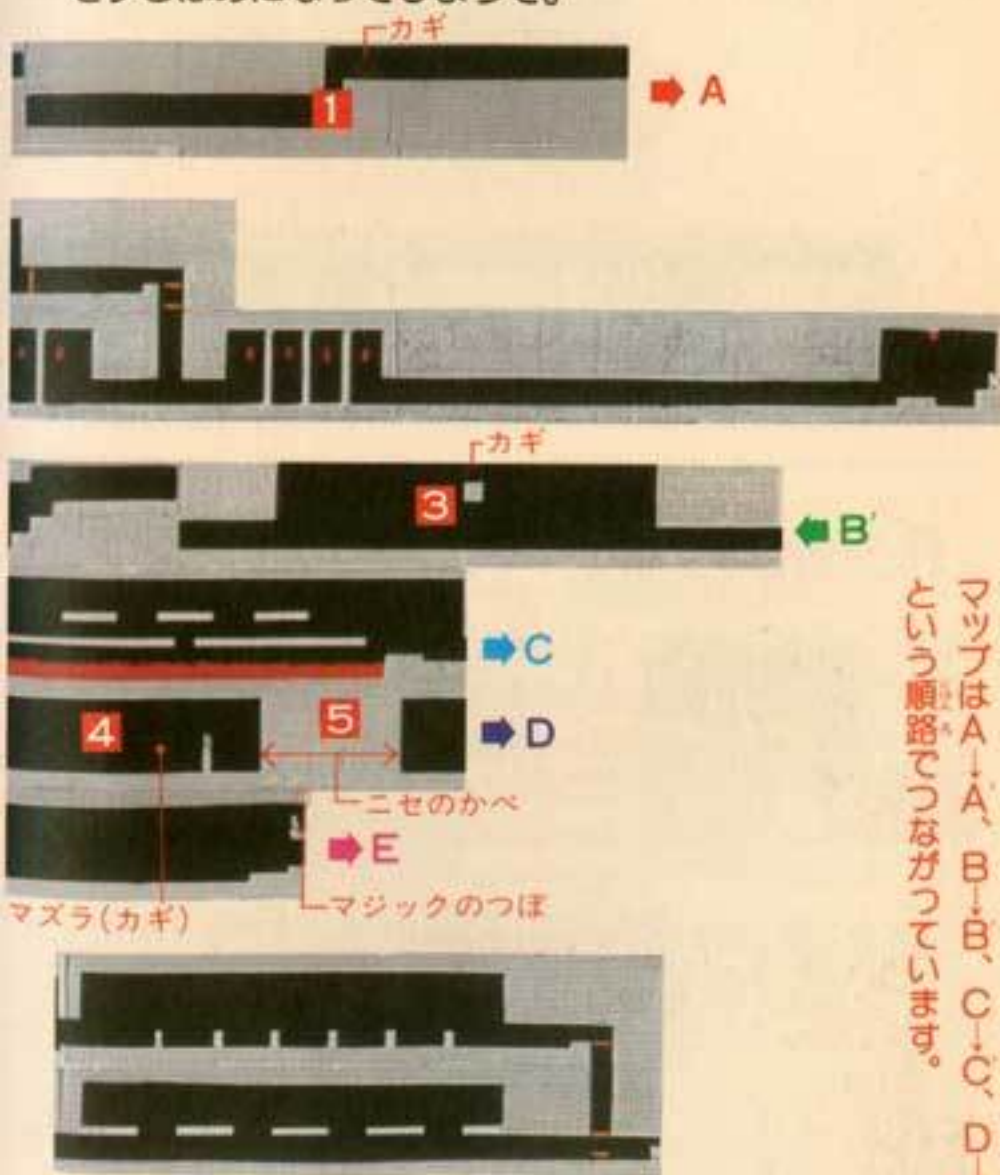 カギ
1
A
カギ
3
B'
C
4
5
D
ニセのかべ
E
マズラ(カギ)
マジックのつぼ
マップはA→A'、B→B'、C→C'、D→
という順路でつながっています。